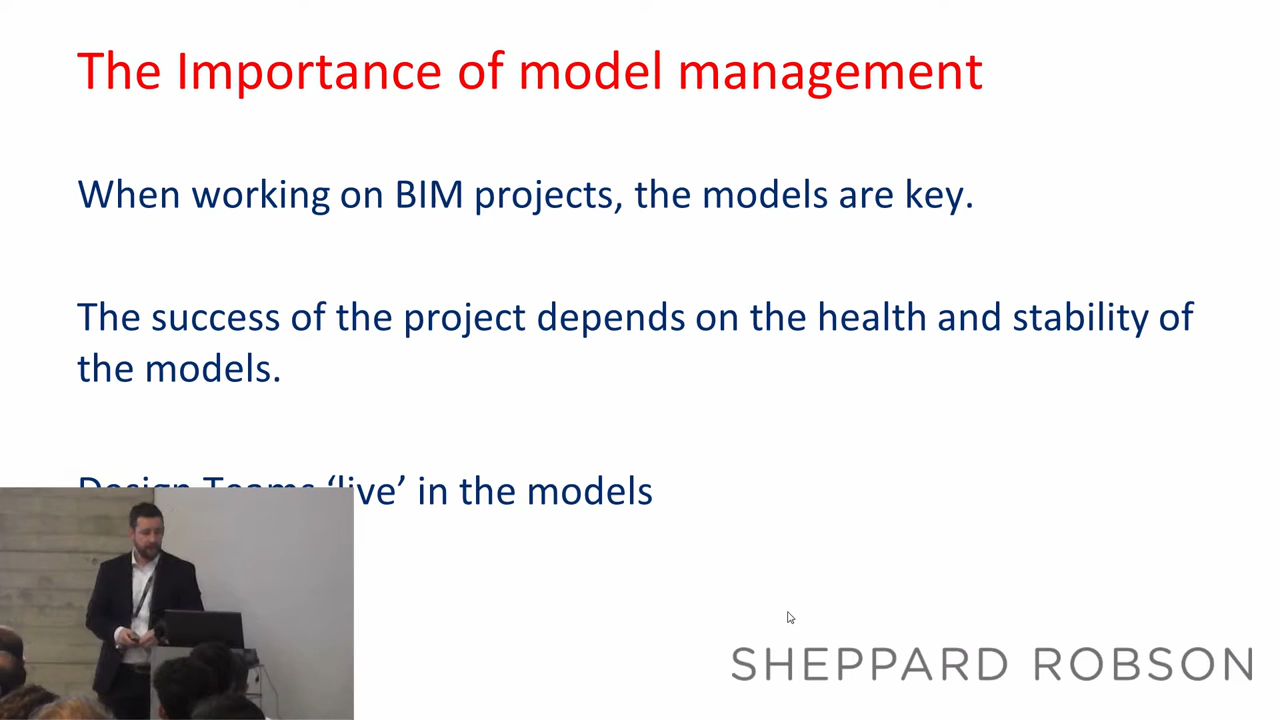 The Importance of model management
When working on BIM projects, the models are key.
The success of the project depends on the health and stability of
the models.
Design Teams ‘live’ in the models
SHEPPARD ROBSON